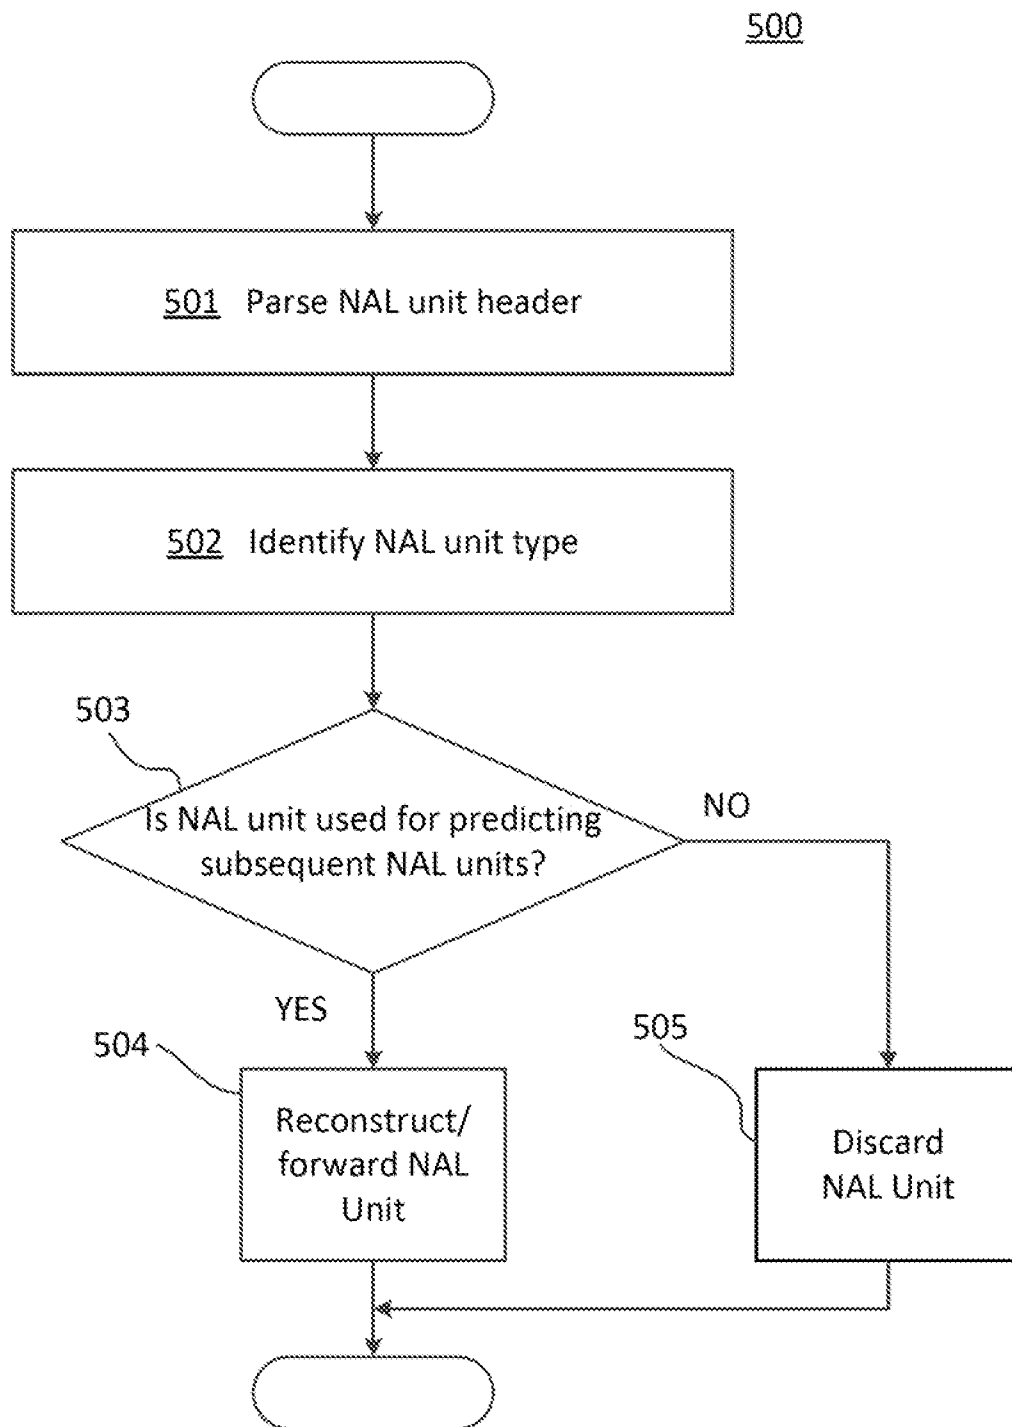 500
501 Parse NAL unit header
502 Identify NAL unit type
503
Is NAL unit used for predicting
subsequent NAL units?
NO
YES
504
505
Reconstruct/
forward NAL
Unit
Discard
NAL Unit